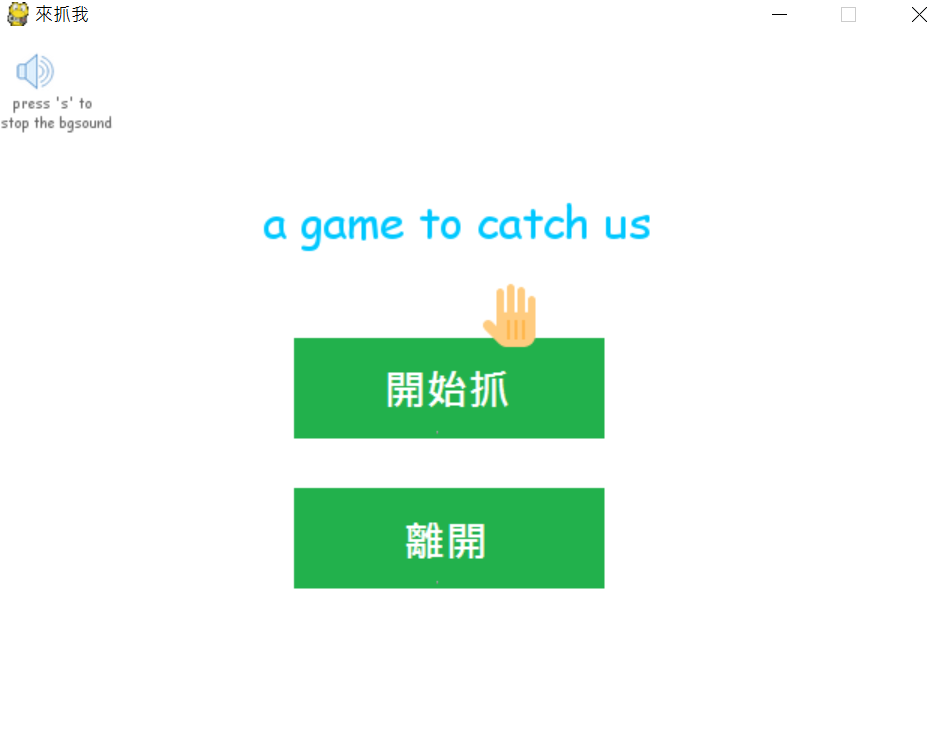 來抓我
press 's' to
stop the bgsound
a game to catch us
開始抓
離開